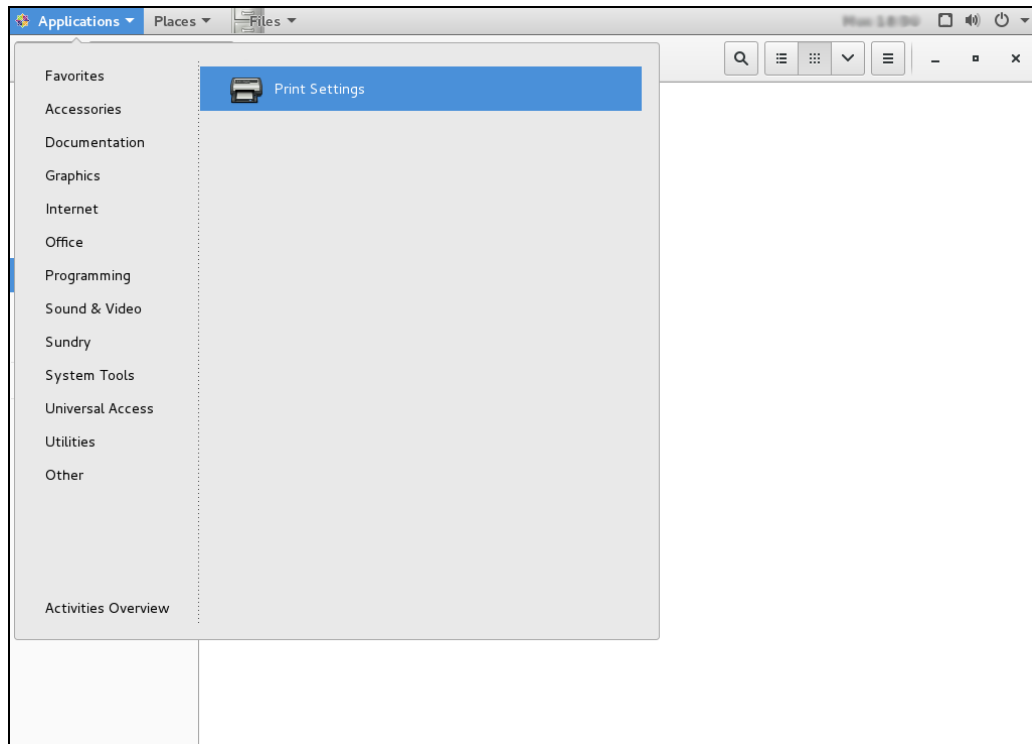 Applications Places Files
Favorites
Print Settings
Accessories
Documentation
Graphics
Internet
Office
Programming
Sound & Video
Sundry
System Tools
Universal Access
Utilities
Other
Activities Overview